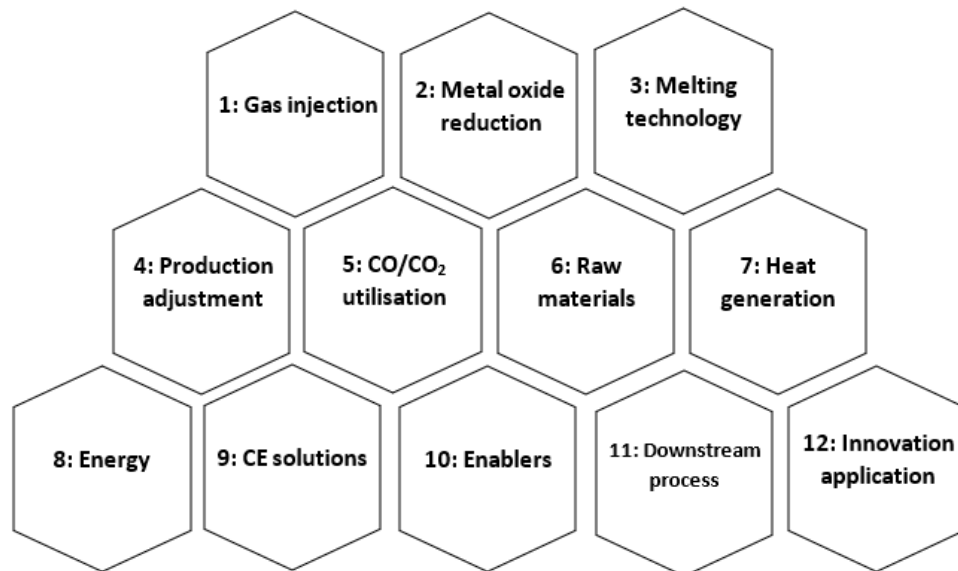 1: Gas injection
2: Metal oxide
reduction
3: Melting
technology
4: Production
adjustment
5: CO/CO₂
utilisation
6: Raw
materials
7: Heat
generation
8: Energy
9: CE solutions
10: Enablers
11: Downstream
process
12: Innovation
application